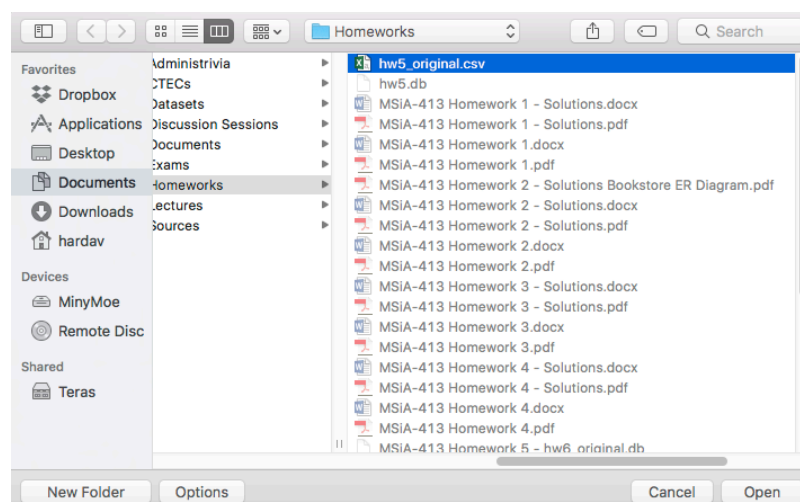 Homeworks
Search
Favorites
Dropbox
Applications
Desktop
Documents
Downloads
hardav
Devices
MinyMoe
Remote Disc
Shared
Teras
Administrivia
CTECs
Datasets
Discussion Sessions
Documents
Exams
Homeworks
Lectures
Sources
hw5_original.csv
hw5.db
MSiA-413 Homework 1 - Solutions.docx
MSiA-413 Homework 1 - Solutions.pdf
MSiA-413 Homework 1.docx
MSiA-413 Homework 1.pdf
MSiA-413 Homework 2 - Solutions Bookstore ER Diagram.pdf
MSiA-413 Homework 2 - Solutions.docx
MSiA-413 Homework 2 - Solutions.pdf
MSiA-413 Homework 2.docx
MSiA-413 Homework 2.pdf
MSiA-413 Homework 3 - Solutions.docx
MSiA-413 Homework 3 - Solutions.pdf
MSiA-413 Homework 3.docx
MSiA-413 Homework 3.pdf
MSiA-413 Homework 4 - Solutions.docx
MSiA-413 Homework 4 - Solutions.pdf
MSiA-413 Homework 4.docx
MSiA-413 Homework 4.pdf
MSiA-413 Homework 5 - hw6_original.db
New Folder
Options
Cancel
Open